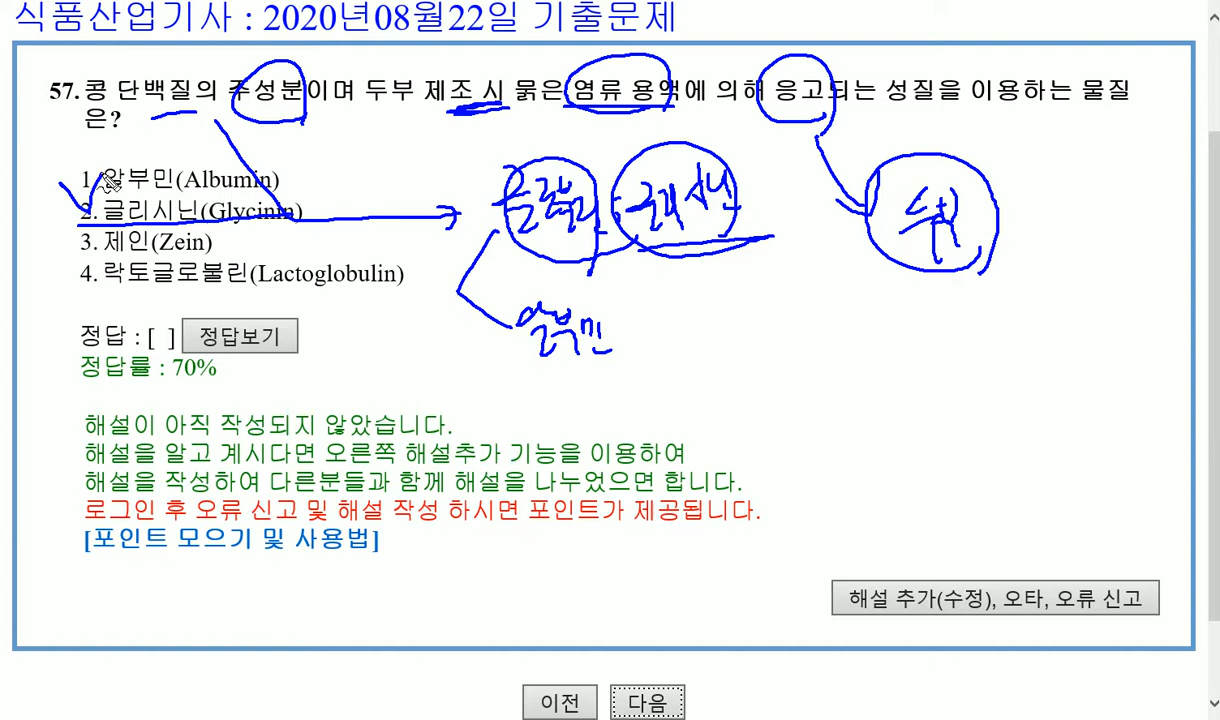 식품산업기사 : 2020년08월22일 기출문제
57. 콩 단백질의 주성분이며 두부 제조 시 묽은 염류 용액에 의해 응고되는 성질을 이용하는 물질
은?
1. 알부민(Albumin)
2. 글리시닌(Glycinin)
3. 제인(Zein)
4. 락토글로불린(Lactoglobulin)
글로불린 글리시닌
알부민
정답 : [ ] 정답보기
정답률 : 70%
해설이 아직 작성되지 않았습니다.
해설을 알고 계시다면 오른쪽 해설추가 기능을 이용하여
해설을 작성하여 다른분들과 함께 해설을 나누었으면 합니다.
로그인 후 오류 신고 및 해설 작성 하시면 포인트가 제공됩니다.
[포인트 모으기 및 사용법]
해설 추가(수정), 오타, 오류 신고
이전 다음